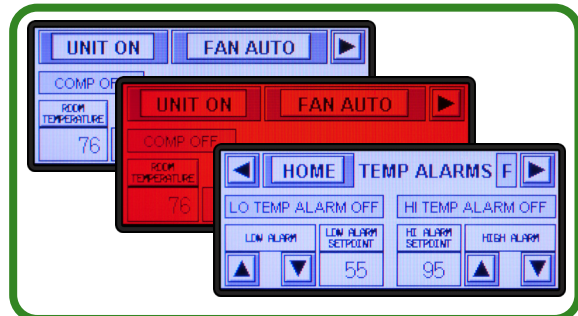 UNIT ON FAN AUTO
COMP OF
ROOM
TEMPERATURE
76
UNIT ON FAN AUTO
COMP OFF
ROOM
TEMPERATURE
76
HOME TEMP ALARMS F
LO TEMP ALARM OFF HI TEMP ALARM OFF
LOW ALARM LOW ALARM SETPOINT HI ALARM SETPOINT HIGH ALARM
55 95